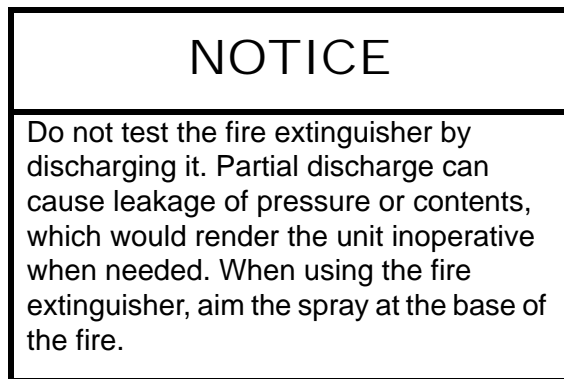 NOTICE
Do not test the fire extinguisher by
discharging it. Partial discharge can
cause leakage of pressure or contents,
which would render the unit inoperative
when needed. When using the fire
extinguisher, aim the spray at the base of
the fire.